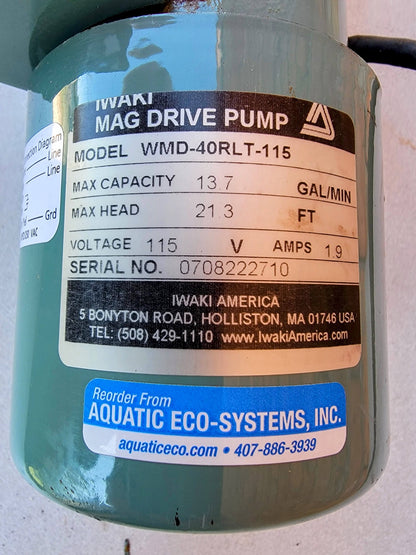 IWAKI
MAG DRIVE PUMP
MODEL WMD-40RLT-115
MAX CAPACITY 13.7 GAL/MIN
MAX HEAD 21.3 FT
VOLTAGE 115 V AMPS 1.9
SERIAL NO. 0708222710
IWAKI AMERICA
5 BONYTON ROAD, HOLLISTON, MA 01746 USA
TEL: (508) 429-1110 www.IwakiAmerica.com
Reorder From
AQUATIC ECO-SYSTEMS, INC.
aquaticeco.com • 407-886-3939
Diagram
Line
Line
Grd
VAC